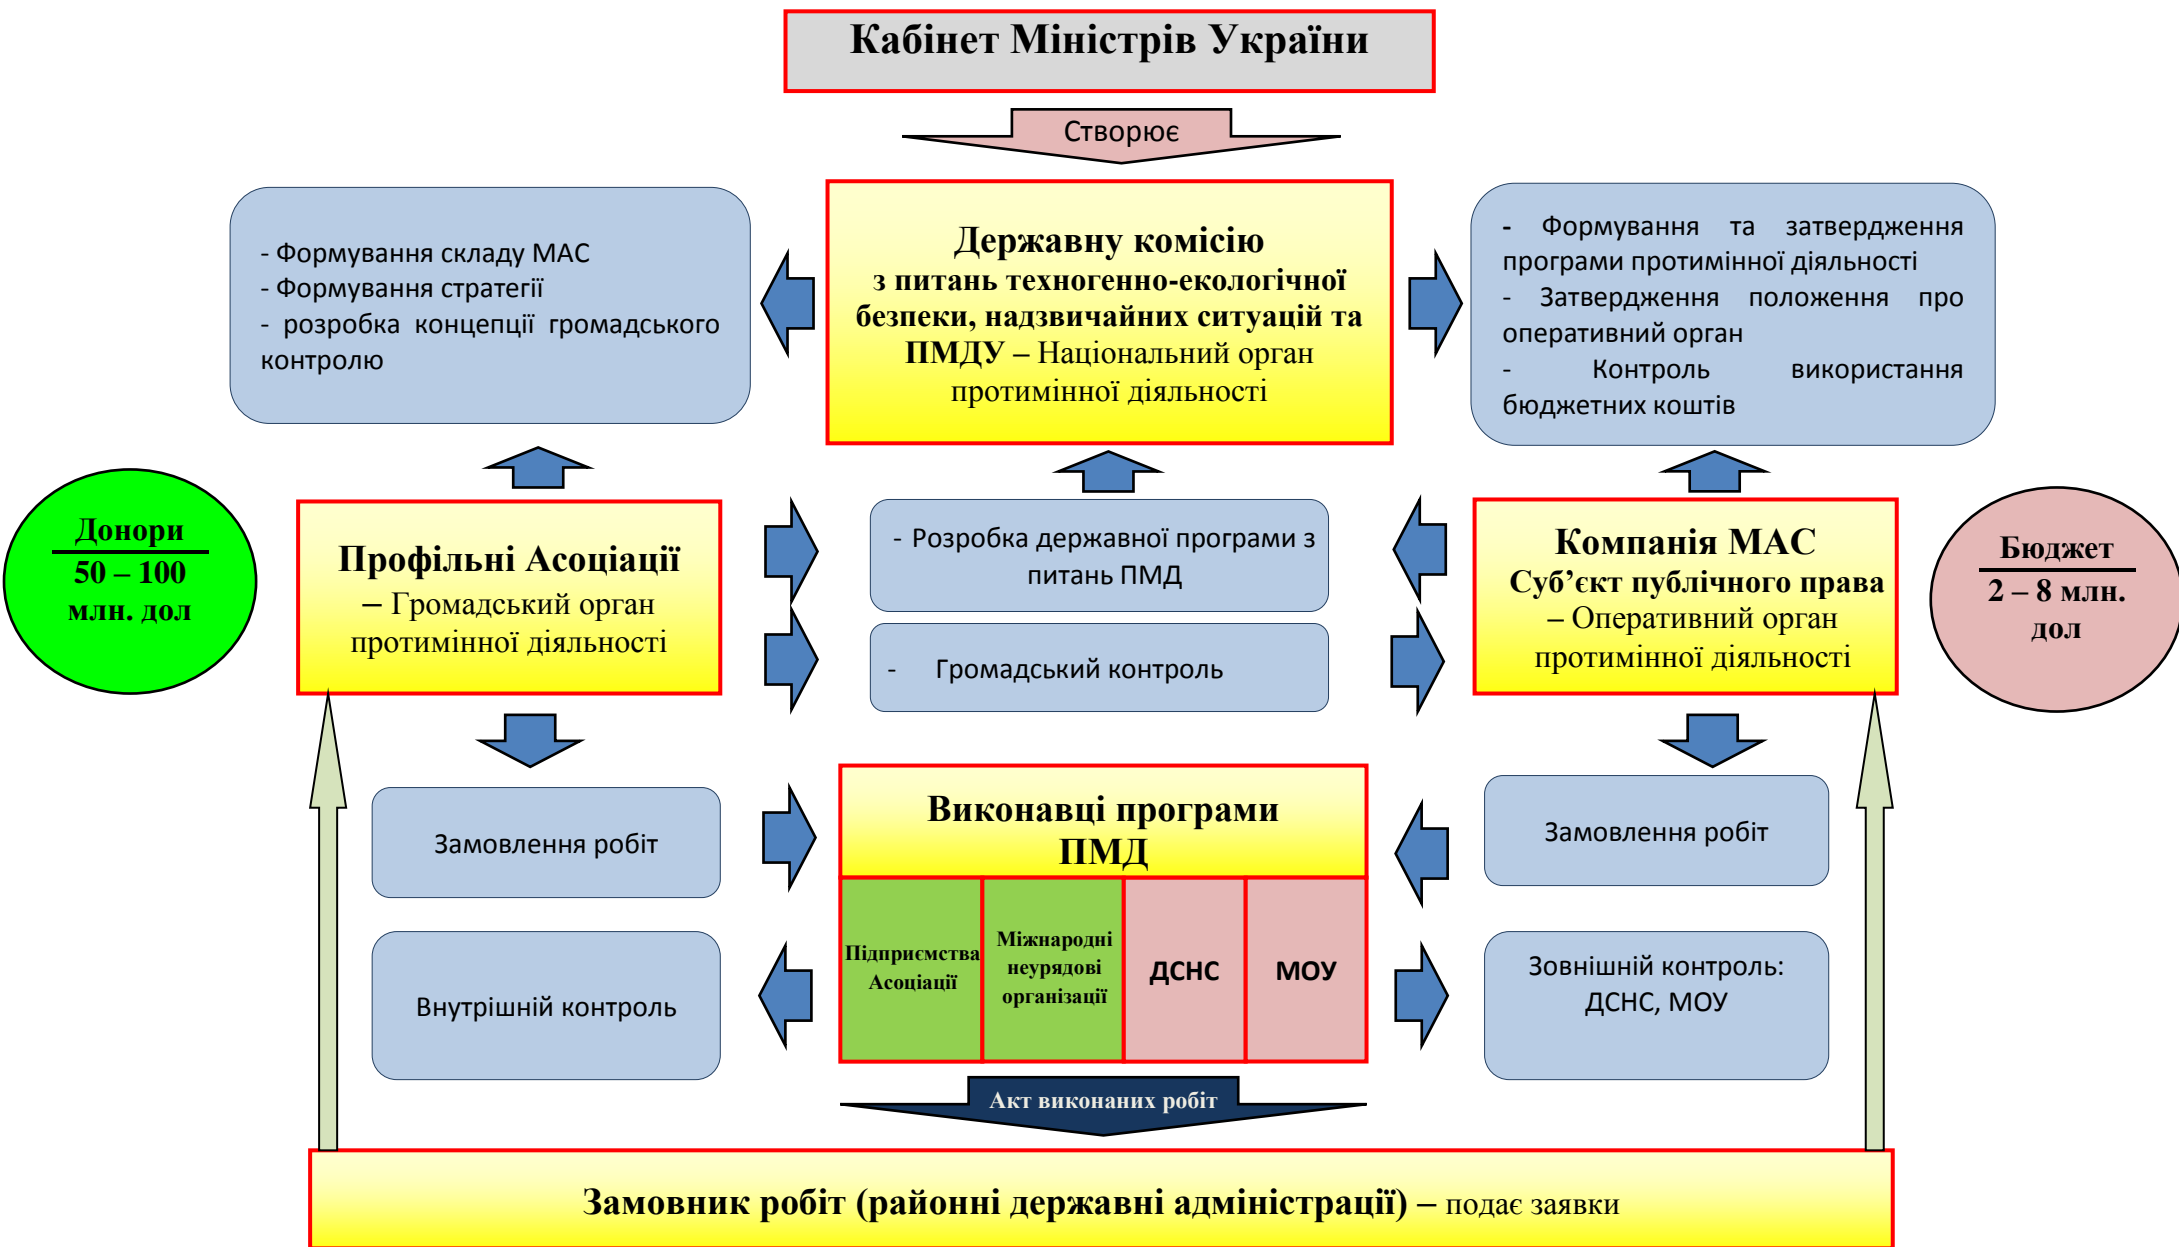 Кабінет Міністрів України
Створює
- Формування складу МАС
- Формування стратегії
- розробка концепції громадського
контролю
Державну комісію
з питань техногенно-екологічної
безпеки, надзвичайних ситуацій та
ПМДУ – Національний орган
протимінної діяльності
- Формування та затвердження
програми протимінної діяльності
- Затвердження положення про
оперативний орган
- Контроль використання
бюджетних коштів
Донори
50 – 100
млн. дол
Профільні Асоціації
– Громадський орган
протимінної діяльності
- Розробка державної програми з
питань ПМД
- Громадський контроль
Компанія МАС
Суб’єкт публічного права
– Оперативний орган
протимінної діяльності
Бюджет
2 – 8 млн.
дол
Замовлення робіт
Виконавці програми
ПМД
Замовлення робіт
Внутрішній контроль
Підприємства
Асоціації
Міжнародні
неурядові
організації
ДСНС
МОУ
Зовнішній контроль:
ДСНС, МОУ
Акт виконаних робіт
Замовник робіт (районні державні адміністрації) – подає заявки